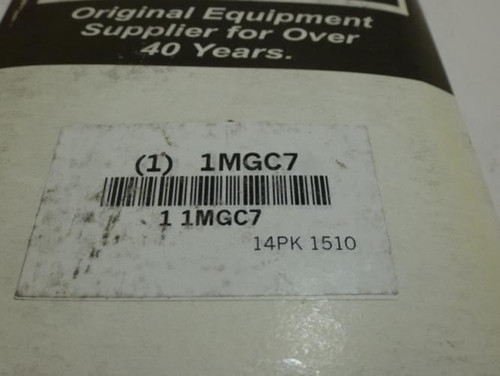 Original Equipment
Supplier for Over
40 Years.
(1) 1MGC7
1 1MGC7
14PK 1510